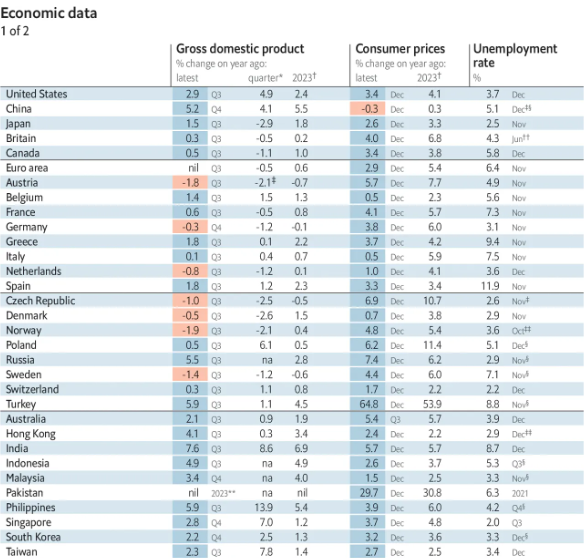 Economic data
1 of 2
Gross domestic product Consumer prices Unemployment
% change on year ago: % change on year ago: rate
latest quarter* 2023† latest 2023† %
United States 2.9 Q3 4.9 2.4 3.4 Dec 4.1 3.7 Dec
China 5.2 Q4 4.1 5.5 -0.3 Dec 0.3 5.1 Dec‡§
Japan 1.5 Q3 -2.9 1.8 2.6 Dec 3.3 2.5 Nov
Britain 0.3 Q3 -0.5 0.2 4.0 Dec 6.8 4.3 Jun††
Canada 0.5 Q3 -1.1 1.0 3.4 Dec 3.8 5.8 Dec
Euro area nil Q3 -0.5 0.6 2.9 Dec 5.4 6.4 Nov
Austria -1.8 Q3 -2.1‡ -0.7 5.7 Dec 7.7 4.9 Nov
Belgium 1.4 Q3 1.5 1.3 0.5 Dec 2.3 5.6 Nov
France 0.6 Q3 -0.5 0.8 4.1 Dec 5.7 7.3 Nov
Germany -0.3 Q4 -1.2 -0.1 3.8 Dec 6.0 3.1 Nov
Greece 1.8 Q3 0.1 2.2 3.7 Dec 4.2 9.4 Nov
Italy 0.1 Q3 0.4 0.7 0.5 Dec 5.9 7.5 Nov
Netherlands -0.8 Q3 -1.2 0.1 1.0 Dec 4.1 3.6 Dec
Spain 1.8 Q3 1.2 2.3 3.3 Dec 3.4 11.9 Nov
Czech Republic -1.0 Q3 -2.5 -0.5 6.9 Dec 10.7 2.6 Nov‡
Denmark -0.5 Q3 -2.6 1.5 0.7 Dec 3.8 2.9 Nov
Norway -1.9 Q3 -2.1 0.4 4.8 Dec 5.4 3.6 Oct‡‡
Poland 0.5 Q3 6.1 0.5 6.2 Dec 11.4 5.1 Dec§
Russia 5.5 Q3 na 2.8 7.4 Dec 6.2 2.9 Nov§
Sweden -1.4 Q3 -1.2 -0.6 4.4 Dec 6.0 7.1 Nov§
Switzerland 0.3 Q3 1.1 0.8 1.7 Dec 2.2 2.2 Dec
Turkey 5.9 Q3 1.1 4.5 64.8 Dec 53.9 8.8 Nov§
Australia 2.1 Q3 0.9 1.9 5.4 Q3 5.7 3.9 Dec
Hong Kong 4.1 Q3 0.3 3.4 2.4 Dec 2.2 2.9 Dec‡‡
India 7.6 Q3 8.6 6.9 5.7 Dec 5.7 8.7 Dec
Indonesia 4.9 Q3 na 4.9 2.6 Dec 3.7 5.3 Q3§
Malaysia 3.4 Q4 na 4.0 1.5 Dec 2.5 3.3 Nov§
Pakistan nil 2023** na nil 29.7 Dec 30.8 6.3 2021
Philippines 5.9 Q3 13.9 5.4 3.9 Dec 6.0 4.2 Q4§
Singapore 2.8 Q4 7.0 1.2 3.7 Dec 4.8 2.0 Q3
South Korea 2.2 Q4 2.5 1.3 3.2 Dec 3.6 3.3 Dec§
Taiwan 2.3 Q3 7.8 1.4 2.7 Dec 2.5 3.4 Dec